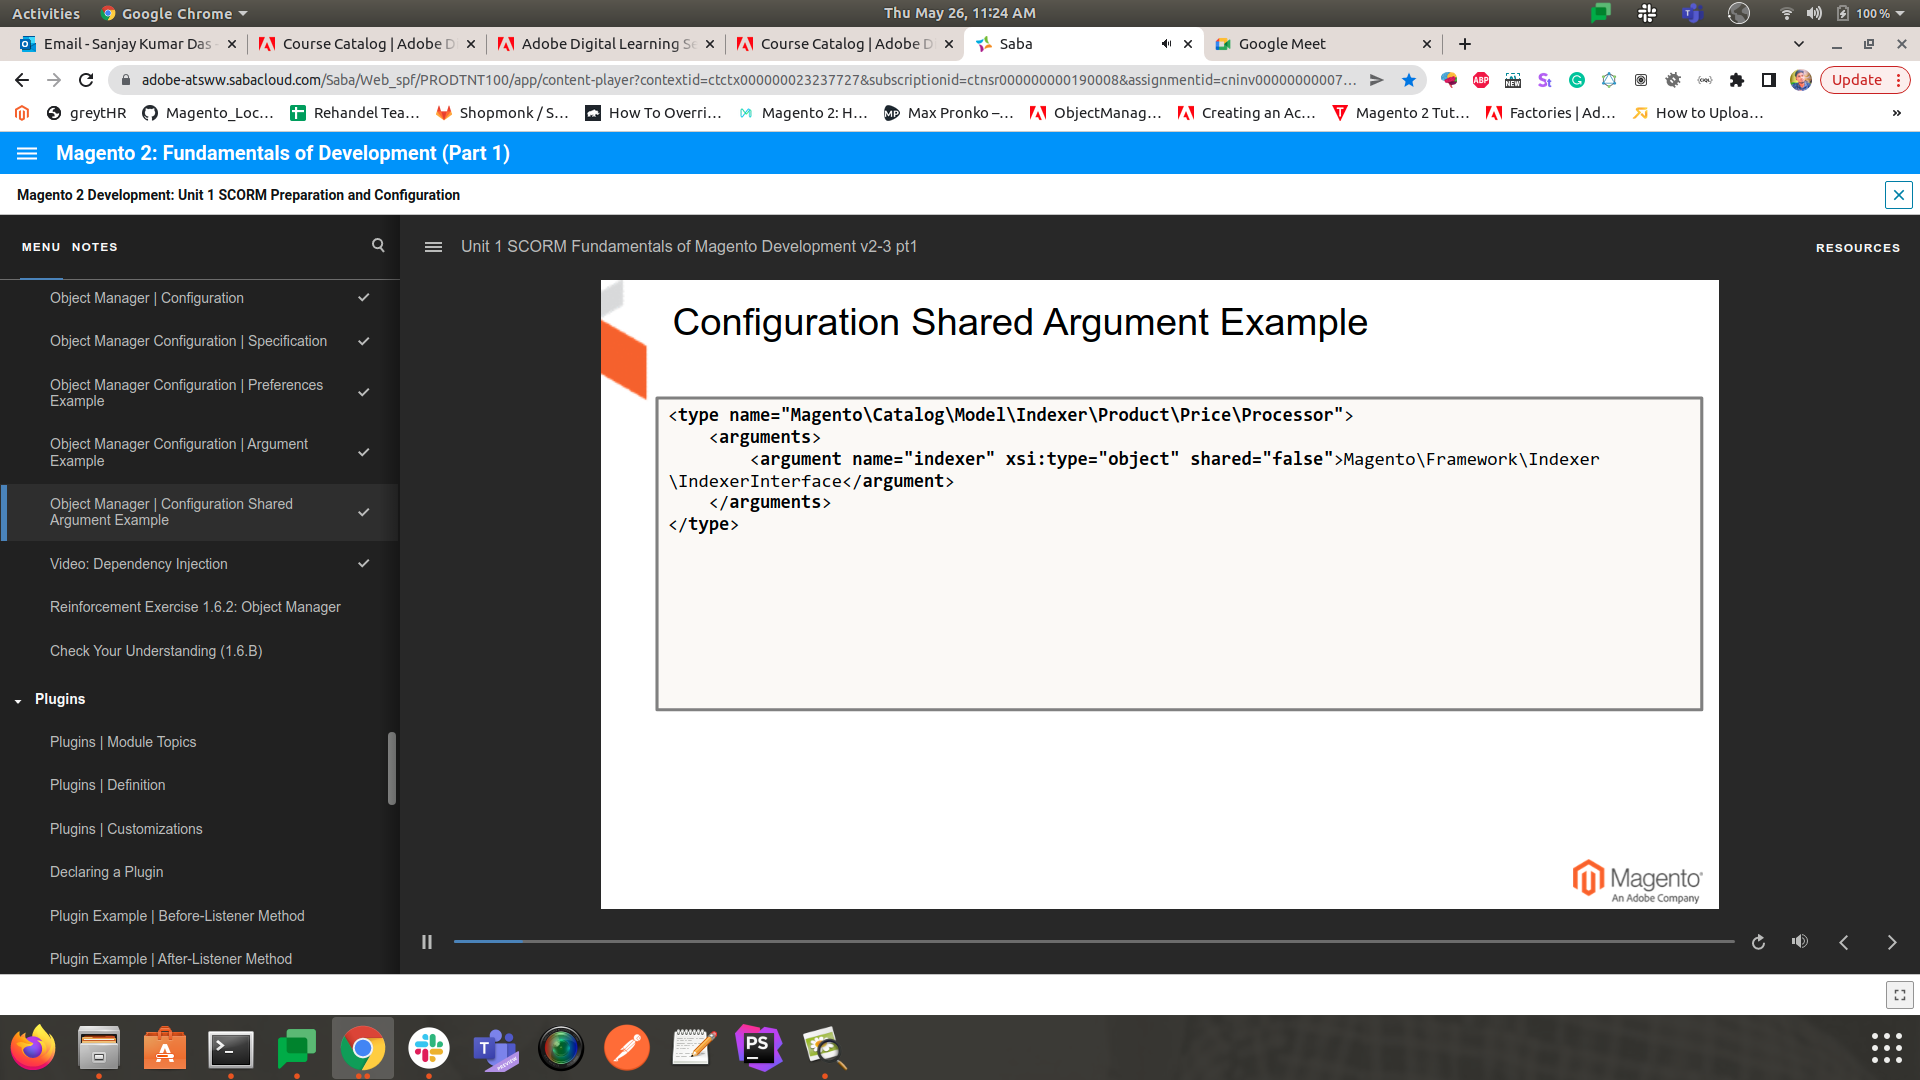 Activities
Google Chrome
Thu May 26, 11:24 AM
100 %
Email - Sanjay Kumar Das -
Course Catalog | Adobe D
Adobe Digital Learning Se
Course Catalog | Adobe D
Saba
Google Meet
adobe-atsww.sabacloud.com/Saba/Web_spf/PRODTNT100/app/content-player?contextid=ctctx000000023237727&subscriptionid=ctnsr000000000190008&assignmentid=cninv00000000007...
ABP
NEW
St
Update
greytHR
Magento_Loc...
Rehandel Tea...
Shopmonk / S...
How To Overri...
Magento 2: H...
Max Pronko –...
ObjectManag...
Creating an Ac...
Magento 2 Tut...
Factories | Ad...
How to Uploa...
»
Magento 2: Fundamentals of Development (Part 1)
Magento 2 Development: Unit 1 SCORM Preparation and Configuration
MENU
NOTES
Unit 1 SCORM Fundamentals of Magento Development v2-3 pt1
RESOURCES
Object Manager | Configuration
Object Manager Configuration | Specification
Object Manager Configuration | Preferences
Example
Object Manager Configuration | Argument
Example
Object Manager | Configuration Shared
Argument Example
Video: Dependency Injection
Reinforcement Exercise 1.6.2: Object Manager
Check Your Understanding (1.6.B)
Plugins
Plugins | Module Topics
Plugins | Definition
Plugins | Customizations
Declaring a Plugin
Plugin Example | Before-Listener Method
Plugin Example | After-Listener Method
Configuration Shared Argument Example
<type name="Magento\Catalog\Model\Indexer\Product\Price\Processor">
<arguments>
<argument name="indexer" xsi:type="object" shared="false">Magento\Framework\Indexer
\IndexerInterface</argument>
</arguments>
</type>
Magento
An Adobe Company
PS